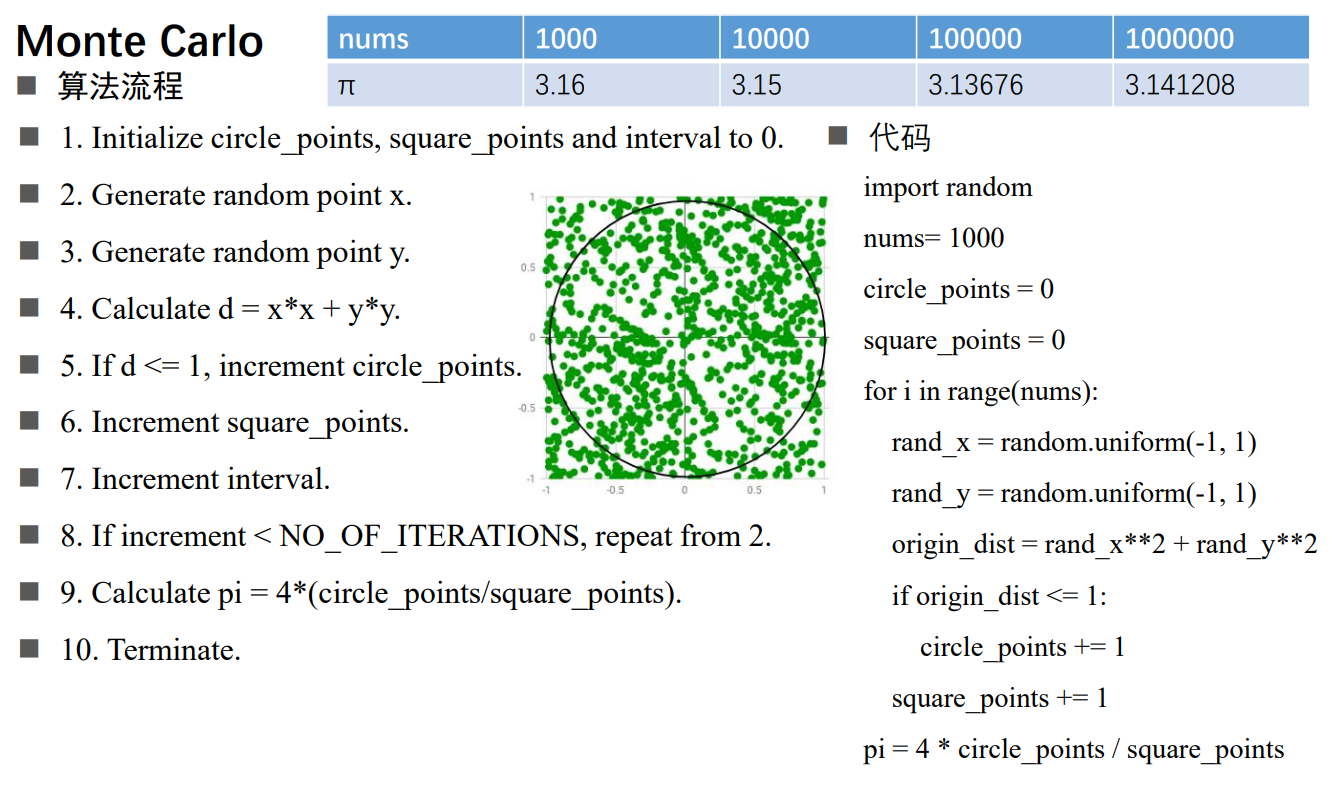 Monte Carlo
nums 1000 10000 100000 1000000
π 3.16 3.15 3.13676 3.141208
■ 算法流程
■ 1. Initialize circle_points, square_points and interval to 0.
■ 2. Generate random point x.
■ 3. Generate random point y.
■ 4. Calculate d = x*x + y*y.
■ 5. If d <= 1, increment circle_points.
■ 6. Increment square_points.
■ 7. Increment interval.
■ 8. If increment < NO_OF_ITERATIONS, repeat from 2.
■ 9. Calculate pi = 4*(circle_points/square_points).
■ 10. Terminate.
1
0.5
0
-0.5
-1
-1 -0.5 0 0.5 1
■ 代码
import random
nums= 1000
circle_points = 0
square_points = 0
for i in range(nums):
rand_x = random.uniform(-1, 1)
rand_y = random.uniform(-1, 1)
origin_dist = rand_x**2 + rand_y**2
if origin_dist <= 1:
circle_points += 1
square_points += 1
pi = 4 * circle_points / square_points